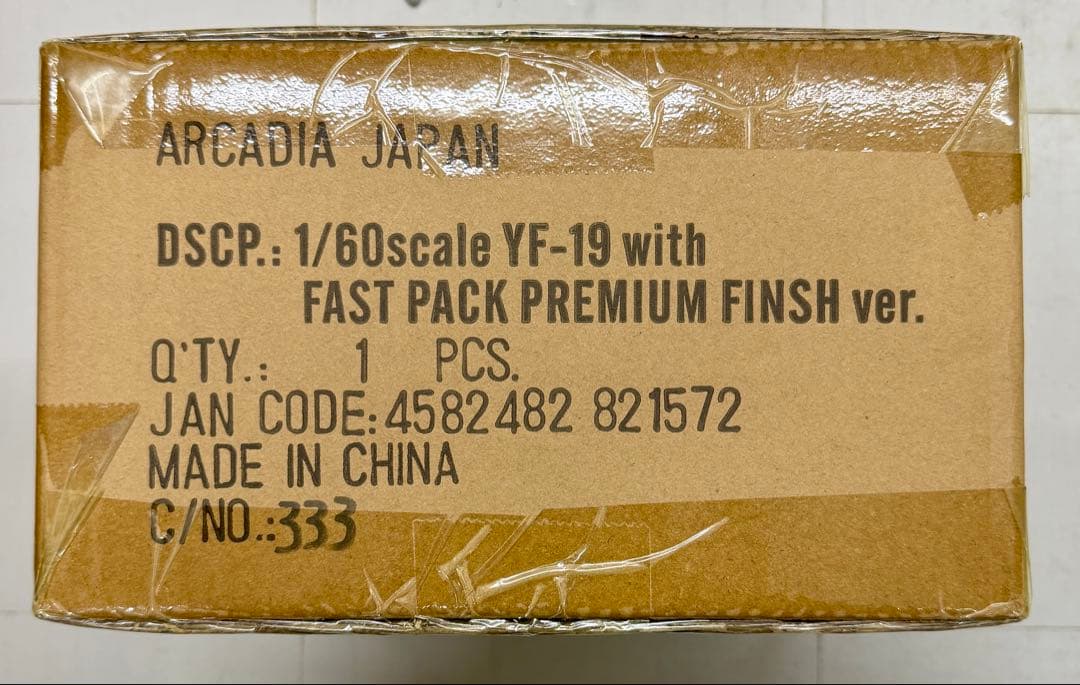 ARCADIA JAPAN
DSCP.: 1/60scale YF-19 with
FAST PACK PREMIUM FINSH ver.
Q'TY.: 1 PCS.
JAN CODE: 4582482 821572
MADE IN CHINA
C/NO.: 333